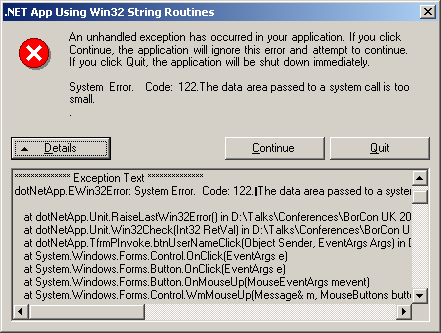 .NET App Using Win32 String Routines
An unhandled exception has occurred in your application. If you click
Continue, the application will ignore this error and attempt to continue.
If you click Quit, the application will be shut down immediately.
System Error.  Code: 122.The data area passed to a system call is too
small.
.
Details
Continue
Quit
************** Exception Text **************
dotNetApp.EWin32Error: System Error.  Code: 122.The data area passed to a system
at dotNetApp.Unit.RaiseLastWin32Error() in D:\Talks\Conferences\BorCon UK 20
at dotNetApp.Unit.Win32Check(Int32 RetVal) in D:\Talks\Conferences\BorCon U
at dotNetApp.TfrmPInvoke.btnUserNameClick(Object Sender, EventArgs Args) in D
at System.Windows.Forms.Control.OnClick(EventArgs e)
at System.Windows.Forms.Button.OnClick(EventArgs e)
at System.Windows.Forms.Button.OnMouseUp(MouseEventArgs mevent)
at System.Windows.Forms.Control.WmMouseUp(Message& m, MouseButtons butt